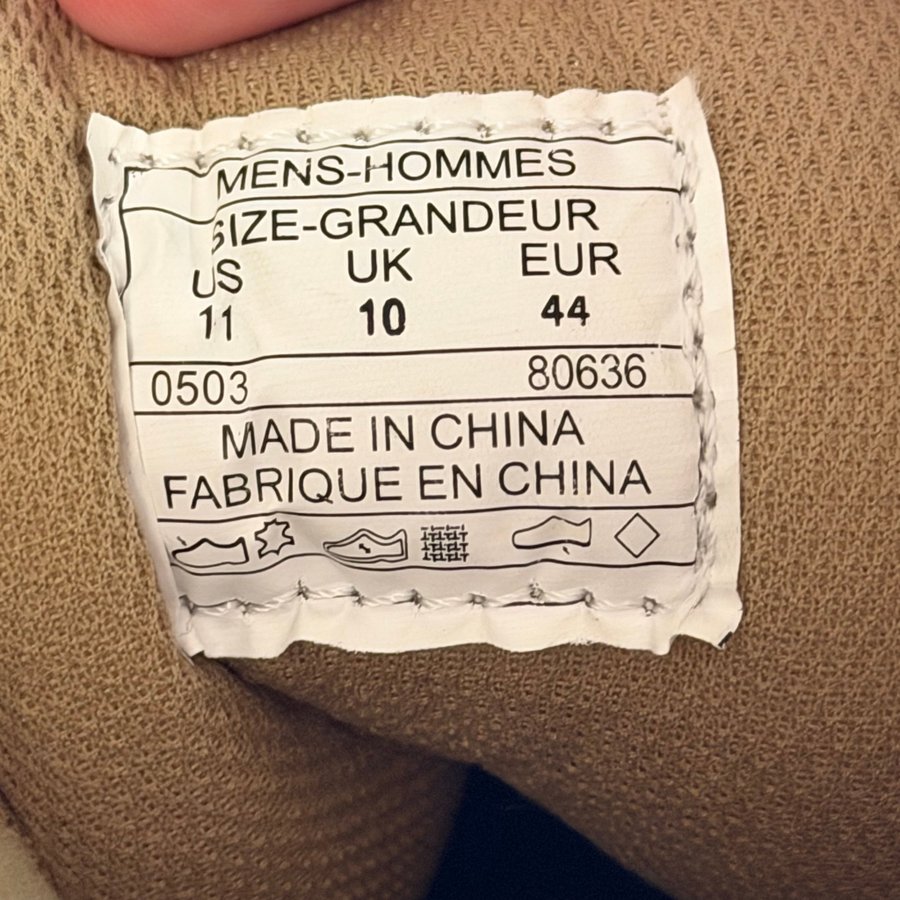 MENS-HOMMES
SIZE-GRANDEUR
US UK EUR
11 10 44
0503 80636
MADE IN CHINA
FABRIQUE EN CHINA